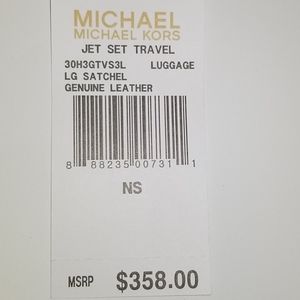 MICHAEL
MICHAEL KORS
JET SET TRAVEL
30H3GTVS3L LUGGAGE
LG SATCHEL
GENUINE LEATHER
8 88235 00731 1
NS
MSRP $358.00